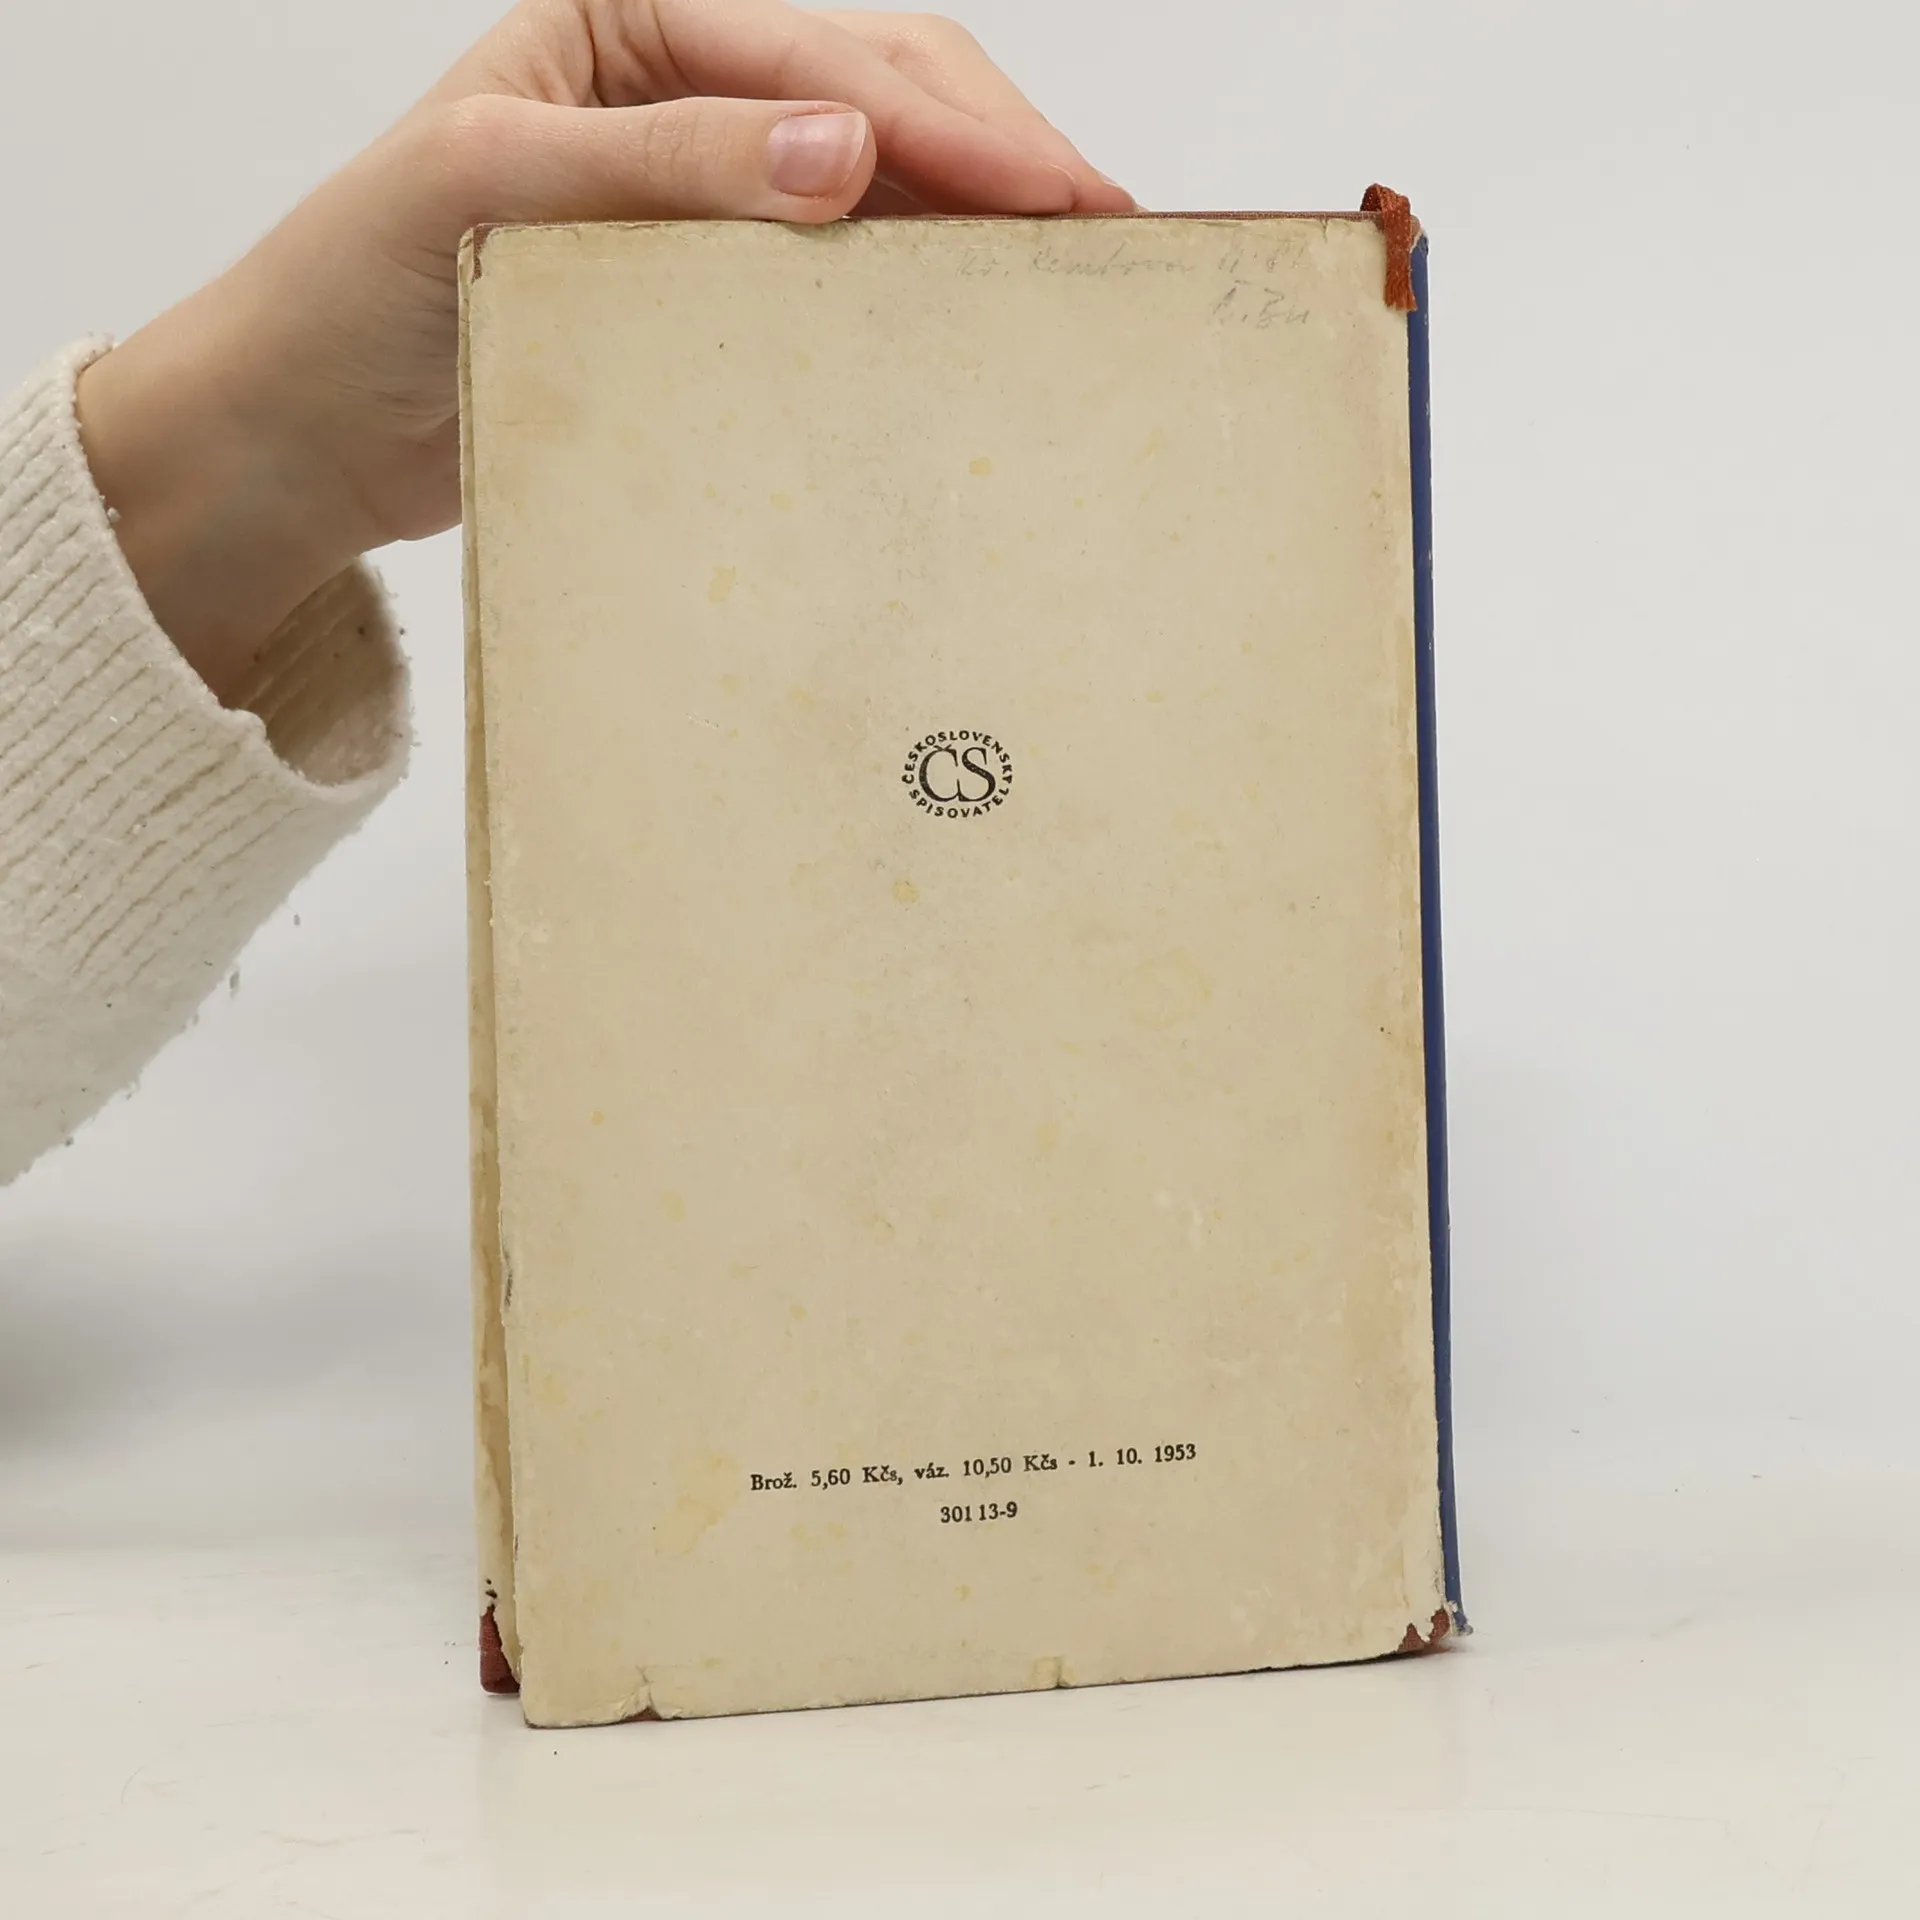 ČESKOSLOVENSKÝ
ČS
SPISOVATEL
Brož. 5,60 Kčs, váz. 10,50 Kčs - 1. 10. 1953
301 13-9